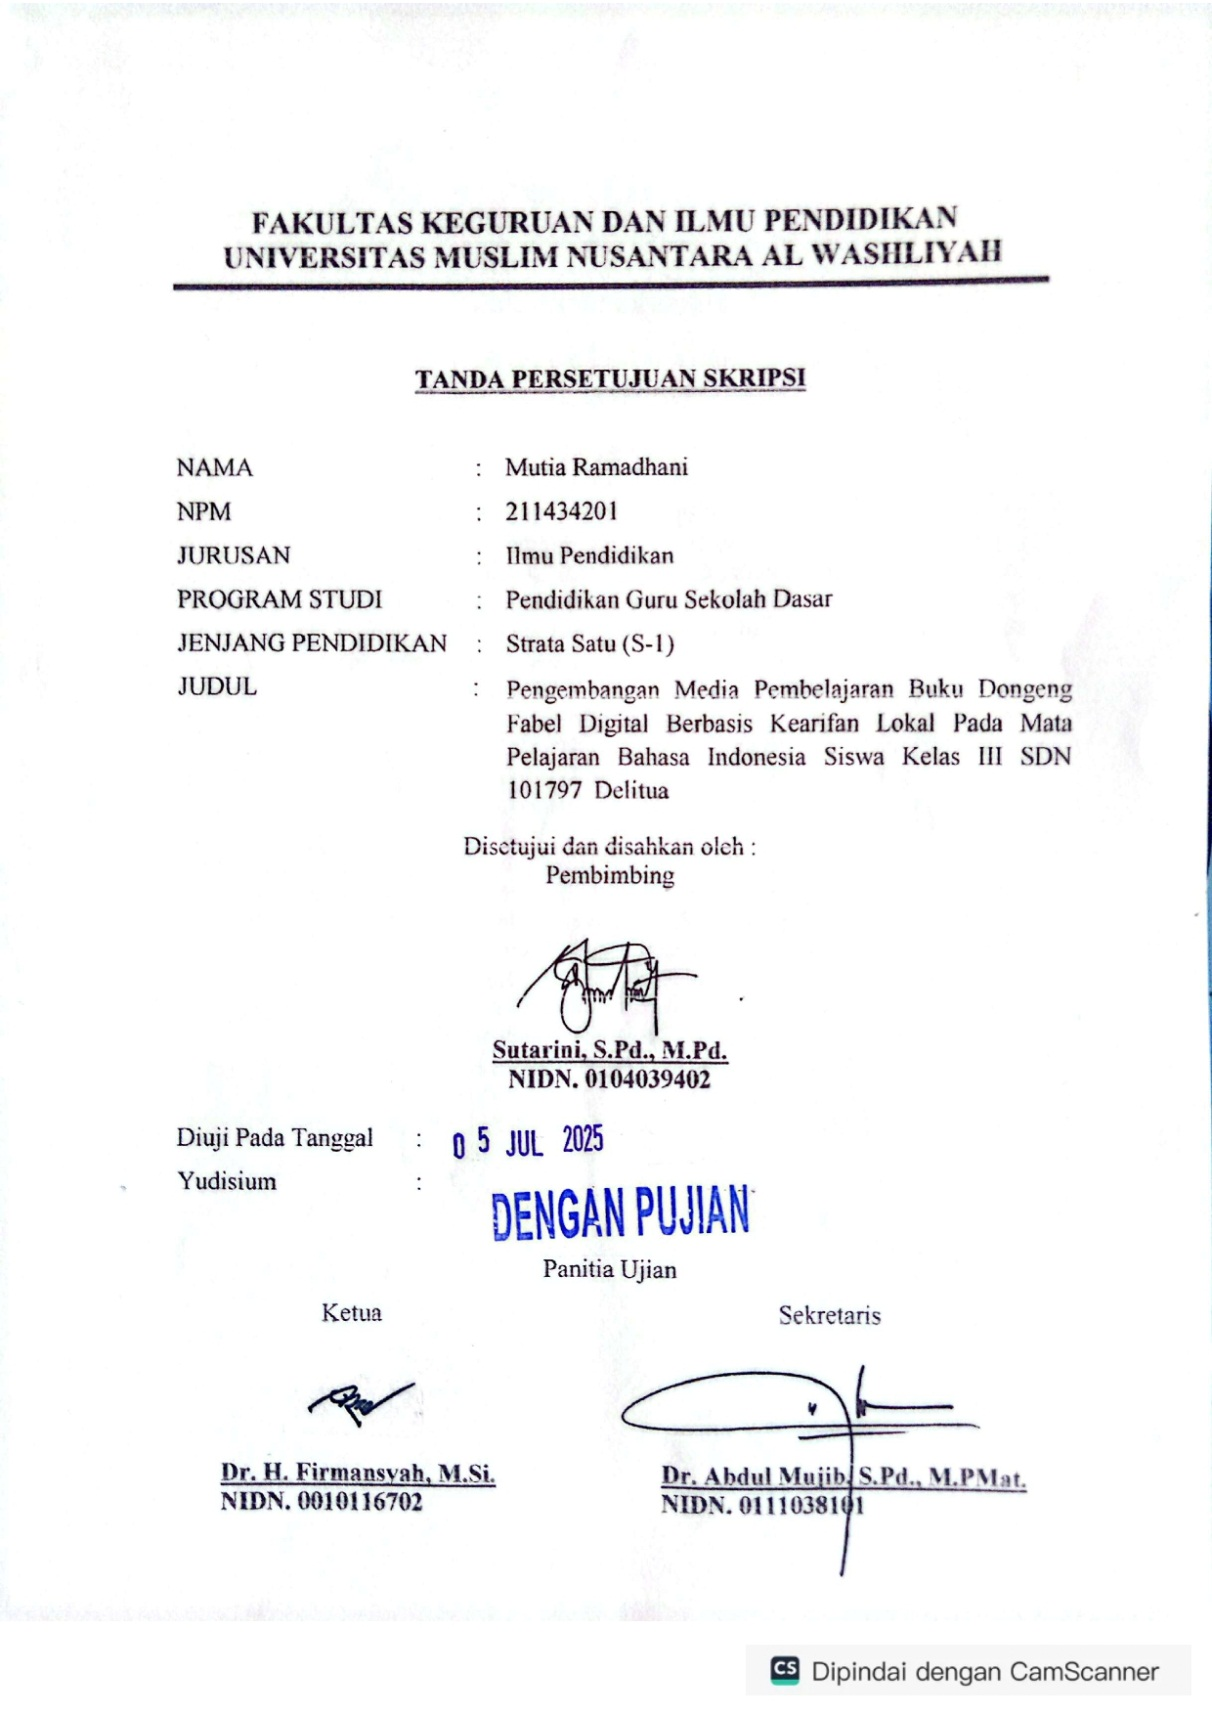 FAKULTAS KEGURUAN DAN ILMU PENDIDIKAN
UNIVERSITAS MUSLIM NUSANTARA AL WASHLIYAH
TANDA PERSETUJUAN SKRIPSI
NAMA : Mutia Ramadhani
NPM : 211434201
JURUSAN : Ilmu Pendidikan
PROGRAM STUDI : Pendidikan Guru Sekolah Dasar
JENJANG PENDIDIKAN : Strata Satu (S-1)
JUDUL : Pengembangan Media Pembelajaran Buku Dongeng
Fabel Digital Berbasis Kearifan Lokal Pada Mata
Pelajaran Bahasa Indonesia Siswa Kelas III SDN
101797 Delitua
Disetujui dan disahkan oleh :
Pembimbing
Sutarini, S.Pd., M.Pd.
NIDN. 0104039402
Diuji Pada Tanggal : 05 JUL 2025
Yudisium :
DENGAN PUJIAN
Panitia Ujian
Ketua Sekretaris
Dr. H. Firmansyah, M.Si. Dr. Abdul Mujib, S.Pd., M.PMat.
NIDN. 0010116702 NIDN. 0111038101
CS Dipindai dengan CamScanner